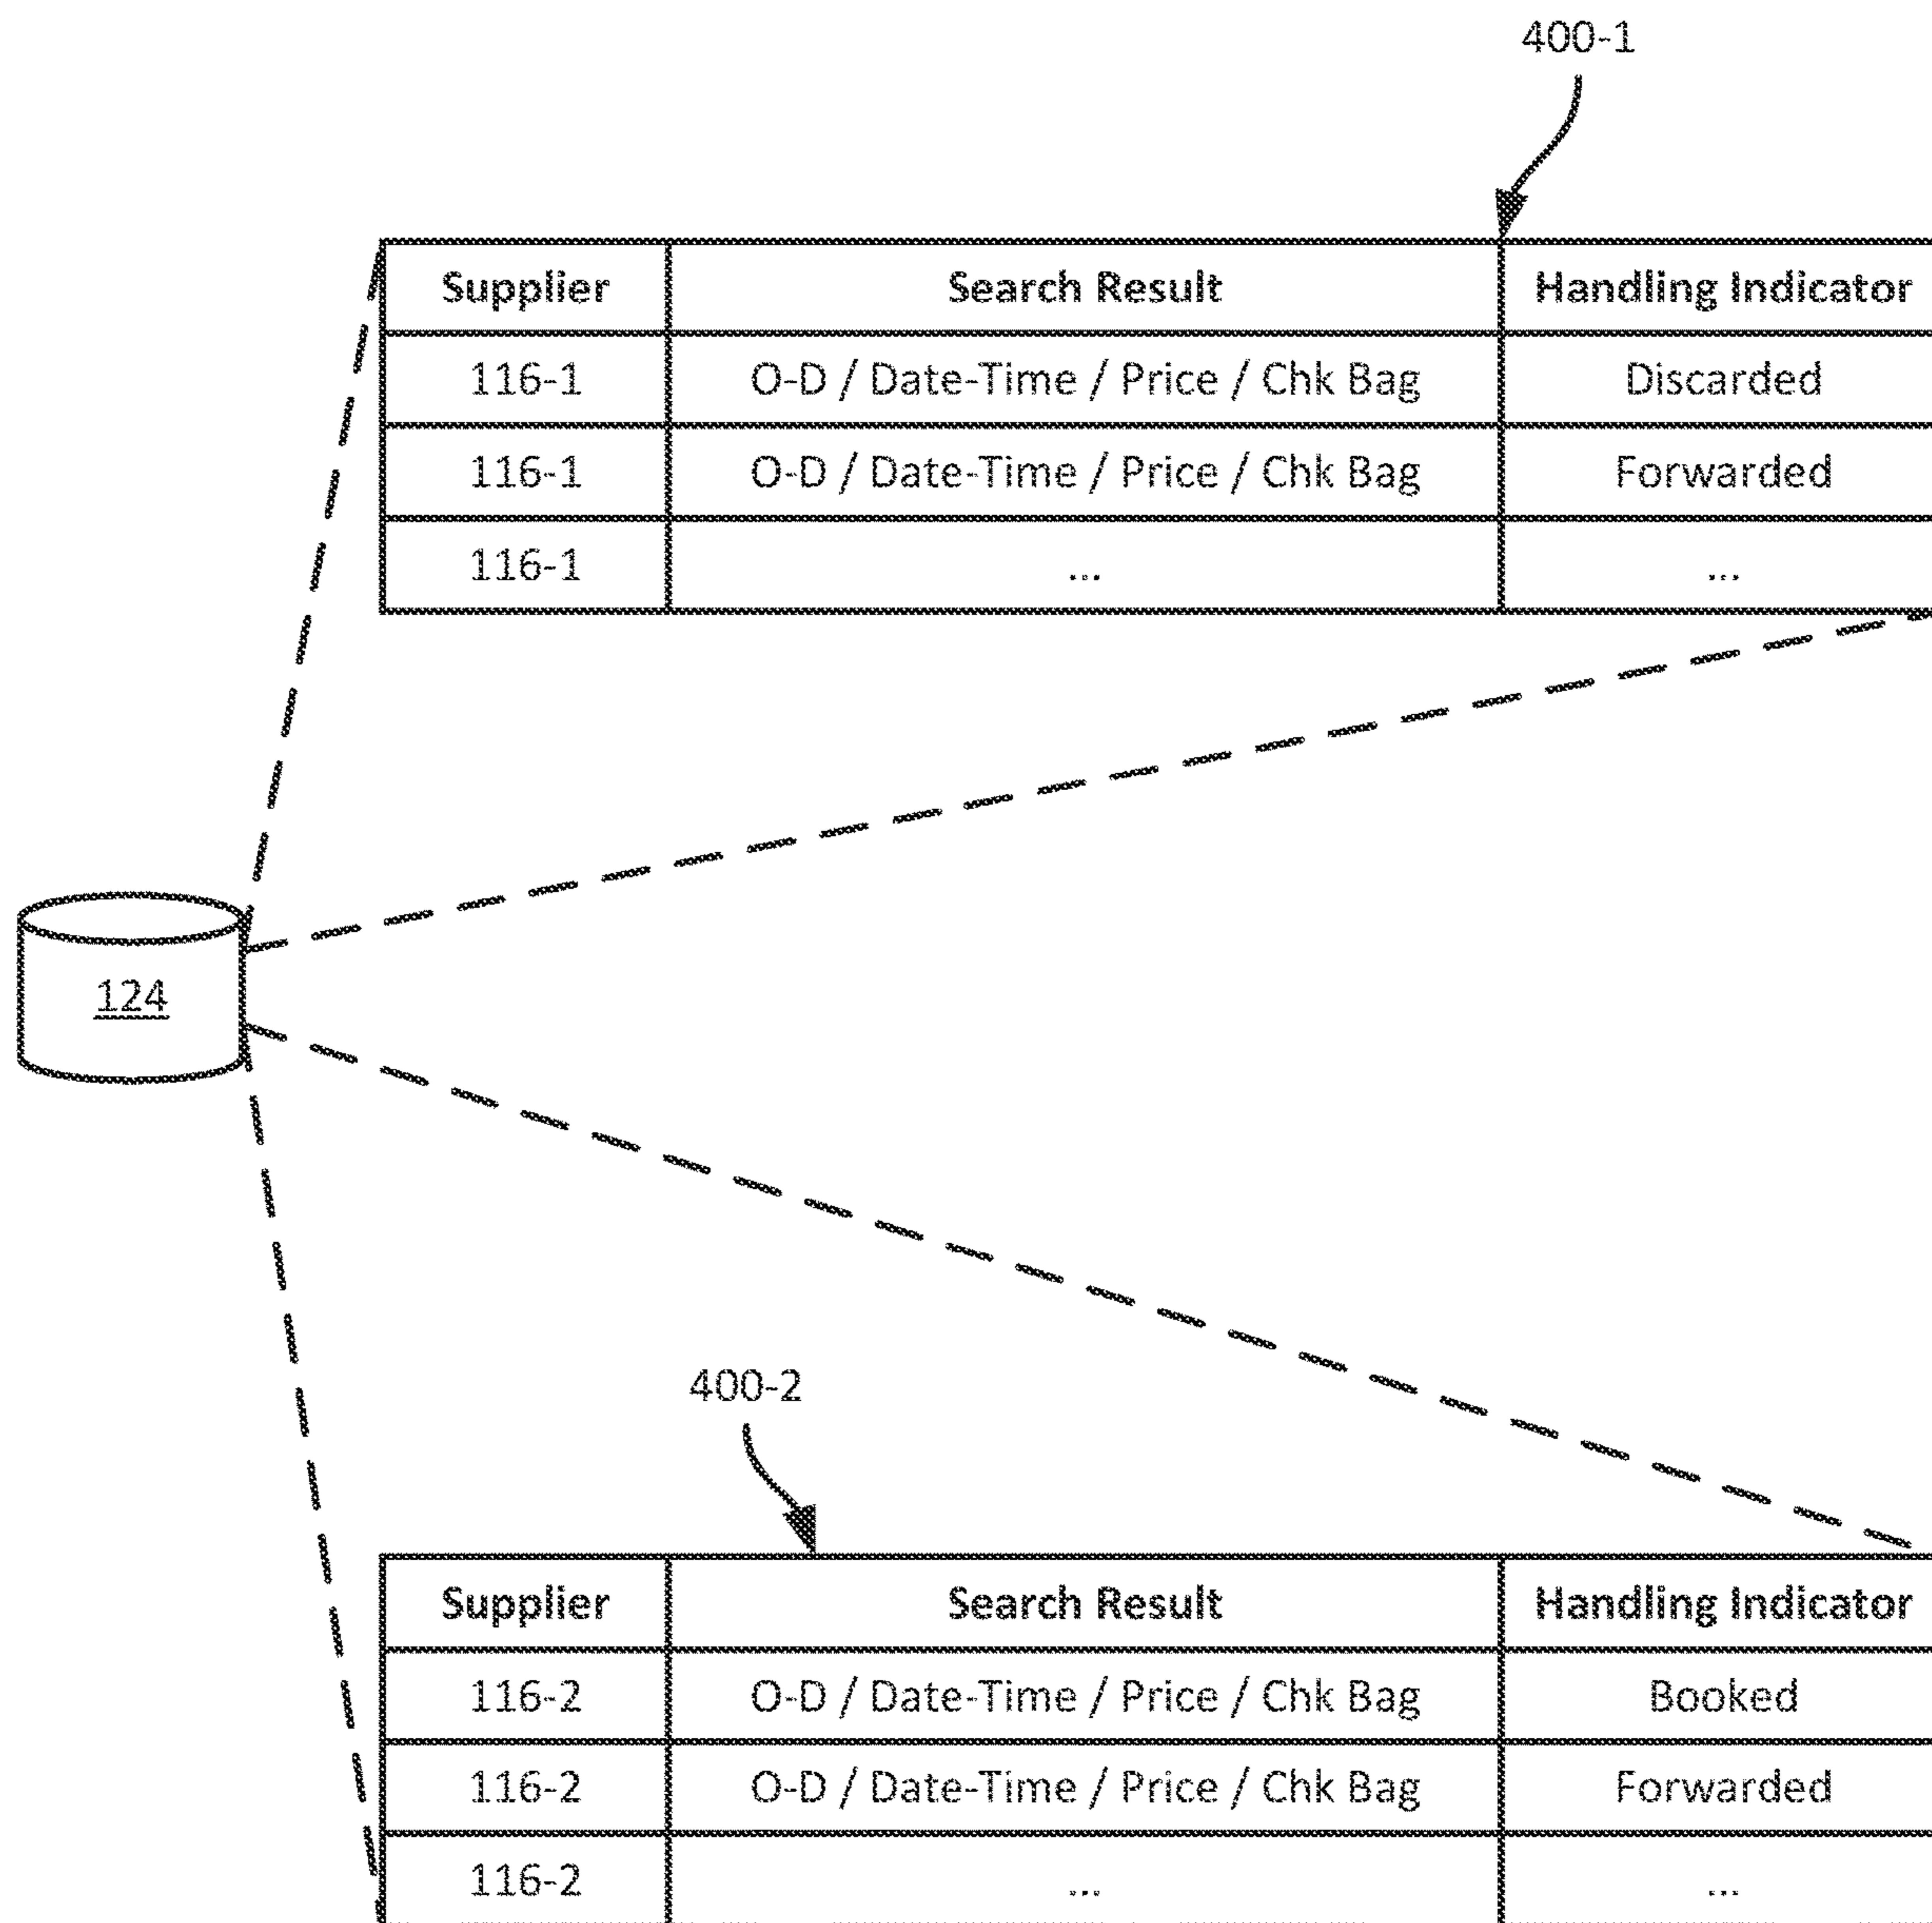 400-1
Supplier Search Result Handling Indicator
116-1 O-D / Date-Time / Price / Chk Bag Discarded
116-1 O-D / Date-Time / Price / Chk Bag Forwarded
116-1 ... ...
124
400-2
Supplier Search Result Handling Indicator
116-2 O-D / Date-Time / Price / Chk Bag Booked
116-2 O-D / Date-Time / Price / Chk Bag Forwarded
116-2 ... ...